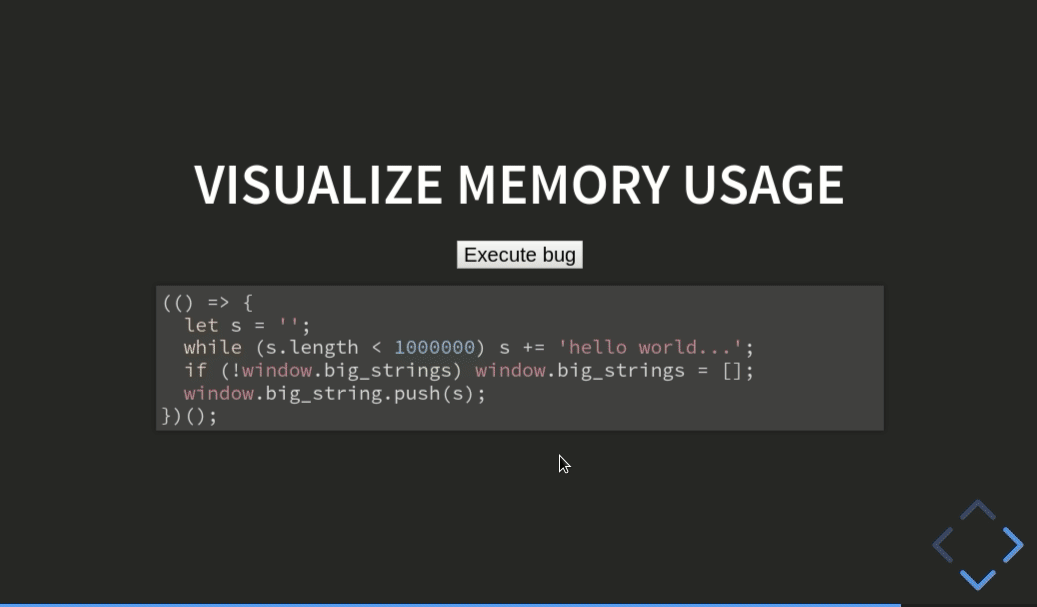 VISUALIZE MEMORY USAGE
Execute bug
(() => {
  let s = '';
  while (s.length < 1000000) s += 'hello world...';
  if (!window.big_strings) window.big_strings = [];
  window.big_string.push(s);
})();